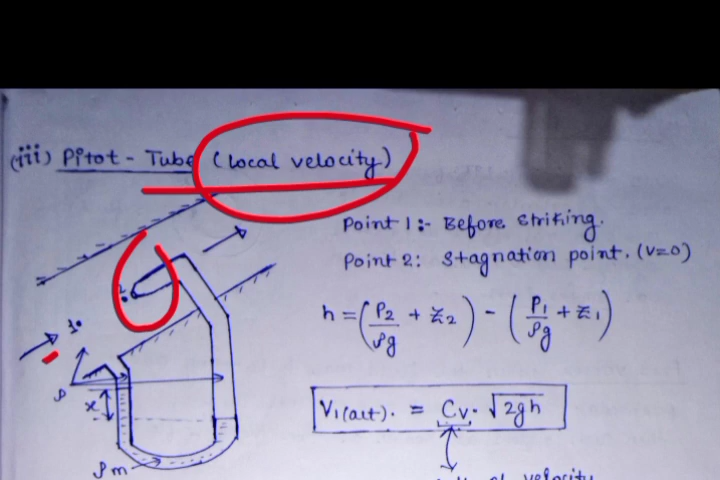 (iii) Pitot - Tube (Local velocity)
Point 1:- Before striking.
Point 2: Stagnation point. (V=0)
h = (P2/ρg + Z2) - (P1/ρg + Z1)
2
1
ρ
x
V1(act). = Cv. √2gh
ρm
velocity